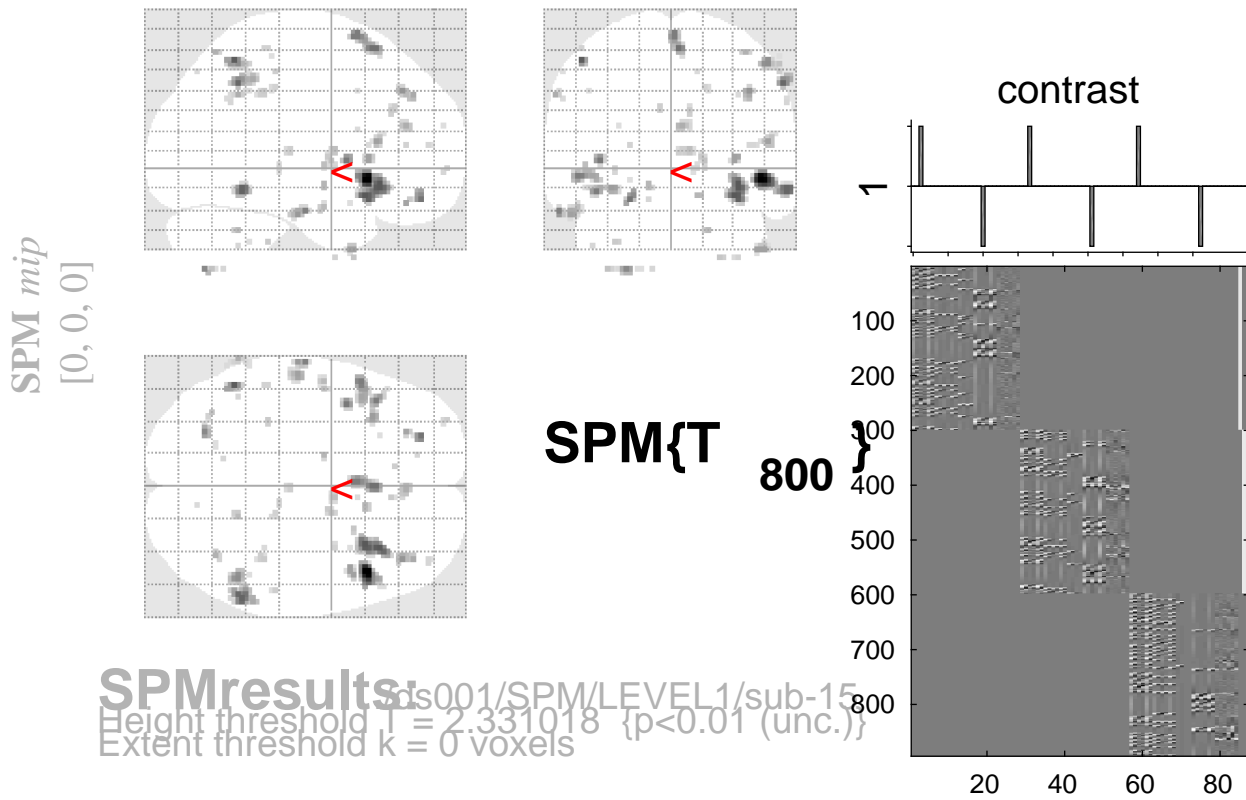 SPM mip
[0, 0, 0]
<
<
<
SPM{T800}
contrast
1
100
200
300
400
500
600
700
800
20
40
60
80
SPMresults: /ds001/SPM/LEVEL1/sub-15
Height threshold T = 2.331018 {p<0.01 (unc.)}
Extent threshold k = 0 voxels